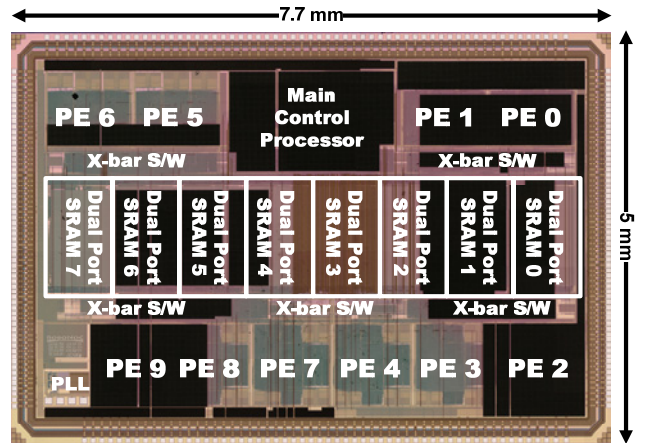 7.7 mm
PE 6 PE 5
Main
Control
Processor
PE 1 PE 0
X-bar S/W
X-bar S/W
Dual Port
SRAM 7
Dual Port
SRAM 6
Dual Port
SRAM 5
Dual Port
SRAM 4
Dual Port
SRAM 3
Dual Port
SRAM 2
Dual Port
SRAM 1
Dual Port
SRAM 0
5 mm
X-bar S/W
X-bar S/W
X-bar S/W
PLL
PE 9 PE 8 PE 7 PE 4 PE 3 PE 2